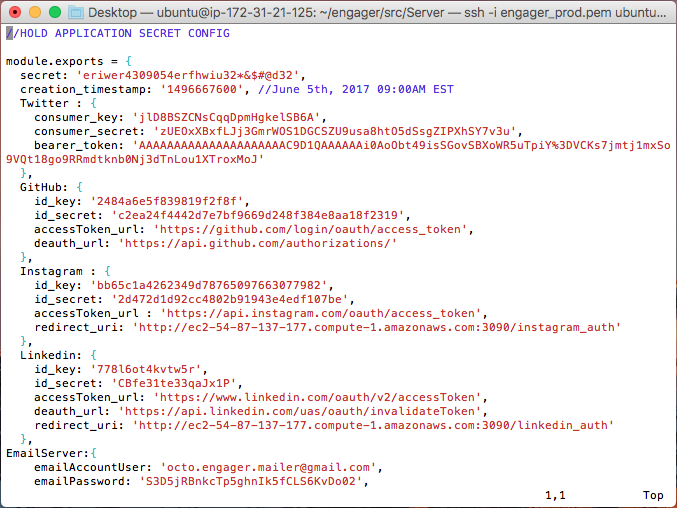 Desktop — ubuntu@ip-172-31-21-125: ~/engager/src/Server — ssh -i engager_prod.pem ubuntu...
//HOLD APPLICATION SECRET CONFIG
module.exports = {
  secret: 'eriwer4309054erfhwiu32*&$#@d32',
  creation_timestamp: '1496667600', //June 5th, 2017 09:00AM EST
  Twitter : {
    consumer_key: 'jlD8BSZCNsCqqDpmHgkelSB6A',
    consumer_secret: 'zUEOxXBxfLJj3GmrWOS1DGCSZU9usa8htO5dSsgZIPXhSY7v3u',
    bearer_token: 'AAAAAAAAAAAAAAAAAAAAAC9D1QAAAAAAi0AoObt49isSGovSBXoWR5uTpiY%3DVCKs7jmtj1mxSo
9VQt18go9RRmdtknb0Nj3dTnLou1XTroxMoJ'
  },
  GitHub: {
    id_key: '2484a6e5f839819f2f8f',
    id_secret: 'c2ea24f4442d7e7bf9669d248f384e8aa18f2319',
    accessToken_url: 'https://github.com/login/oauth/access_token',
    deauth_url: 'https://api.github.com/authorizations/'
  },
  Instagram : {
    id_key: 'bb65c1a4262349d78765097663077982',
    id_secret: '2d472d1d92cc4802b91943e4edf107be',
    accessToken_url : 'https://api.instagram.com/oauth/access_token',
    redirect_uri: 'http://ec2-54-87-137-177.compute-1.amazonaws.com:3090/instagram_auth'
  },
  Linkedin: {
    id_key: '778l6ot4kvtw5r',
    id_secret: 'CBfe31te33qaJx1P',
    accessToken_url: 'https://www.linkedin.com/oauth/v2/accessToken',
    deauth_url: 'https://api.linkedin.com/uas/oauth/invalidateToken',
    redirect_uri: 'http://ec2-54-87-137-177.compute-1.amazonaws.com:3090/linkedin_auth'
  },
EmailServer:{
    emailAccountUser: 'octo.engager.mailer@gmail.com',
    emailPassword: 'S3D5jRBnkcTp5ghnIk5fCLS6KvDo02',
1,1 Top